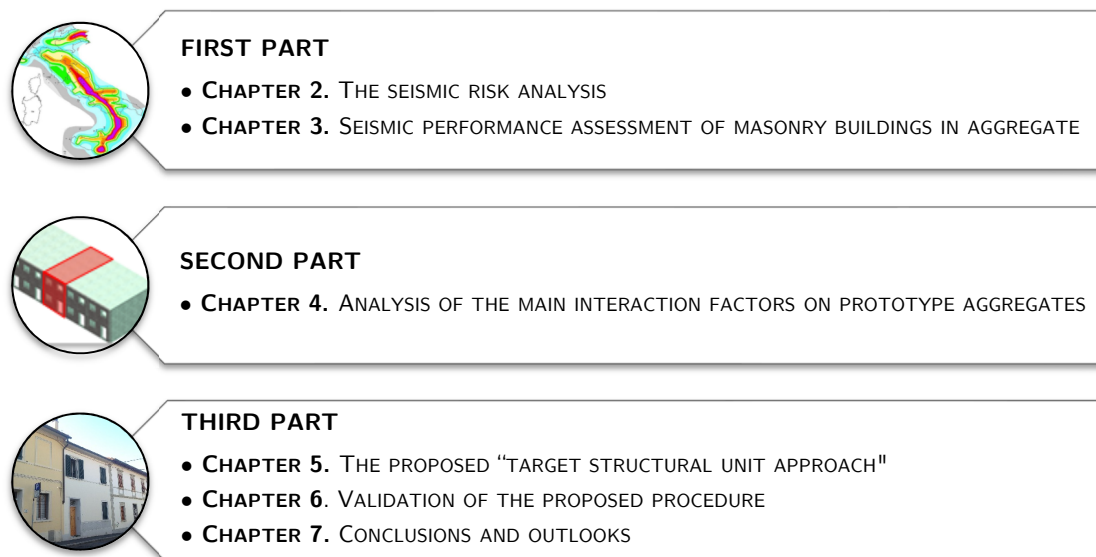 FIRST PART
• CHAPTER 2. THE SEISMIC RISK ANALYSIS
• CHAPTER 3. SEISMIC PERFORMANCE ASSESSMENT OF MASONRY BUILDINGS IN AGGREGATE
SECOND PART
• CHAPTER 4. ANALYSIS OF THE MAIN INTERACTION FACTORS ON PROTOTYPE AGGREGATES
THIRD PART
• CHAPTER 5. THE PROPOSED “TARGET STRUCTURAL UNIT APPROACH"
• CHAPTER 6. VALIDATION OF THE PROPOSED PROCEDURE
• CHAPTER 7. CONCLUSIONS AND OUTLOOKS